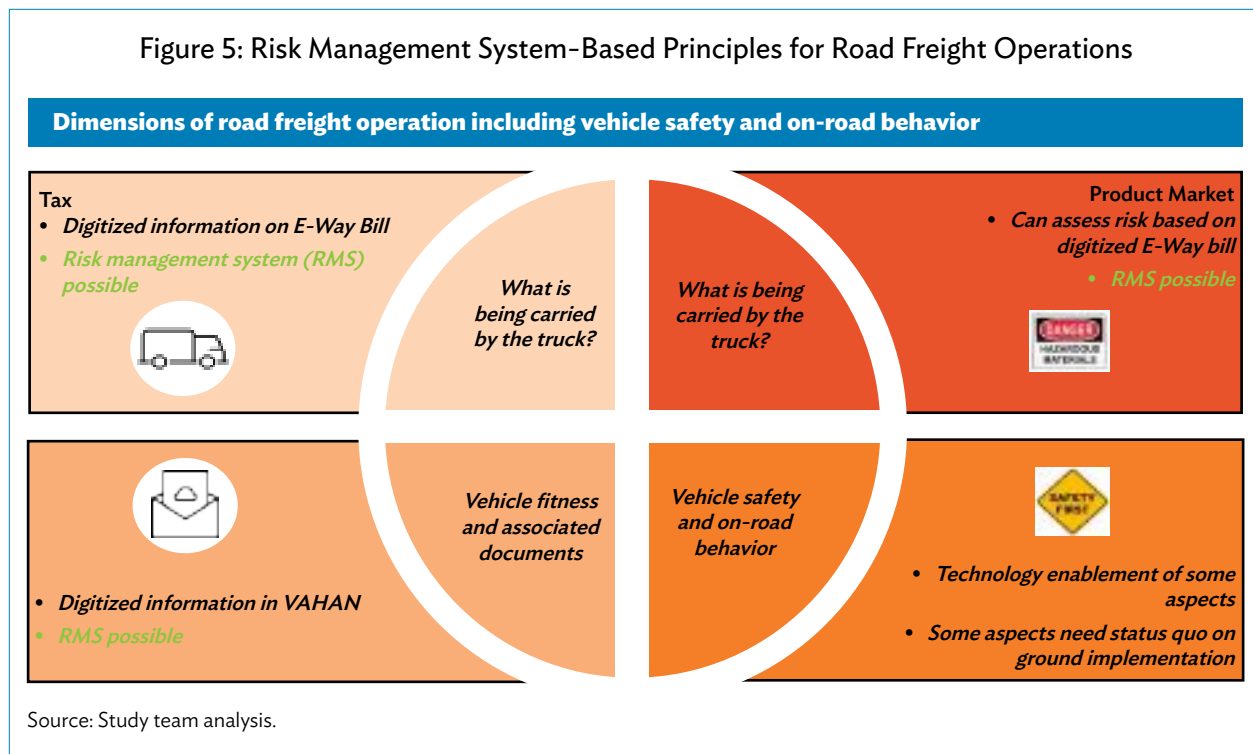 Figure 5: Risk Management System-Based Principles for Road Freight Operations
Dimensions of road freight operation including vehicle safety and on-road behavior
Tax
• Digitized information on E-Way Bill
• Risk management system (RMS)
possible
What is
being carried
by the truck?
What is being
carried by the
truck?
Product Market
• Can assess risk based on
digitized E-Way bill
• RMS possible
DANGER
HAZARDOUS
MATERIALS
Vehicle fitness
and associated
documents
• Digitized information in VAHAN
• RMS possible
Vehicle safety
and on-road
behavior
SAFETY
FIRST
• Technology enablement of some
aspects
• Some aspects need status quo on
ground implementation
Source: Study team analysis.